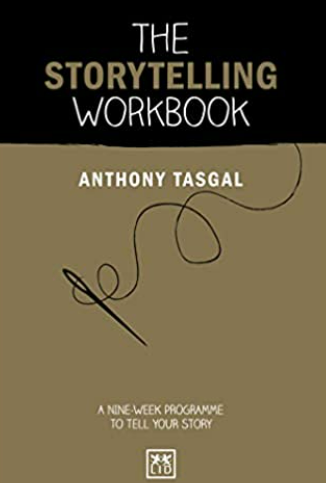 THE
STORYTELLING
WORKBOOK
ANTHONY TASGAL
A NINE-WEEK PROGRAMME
TO TELL YOUR STORY
LID